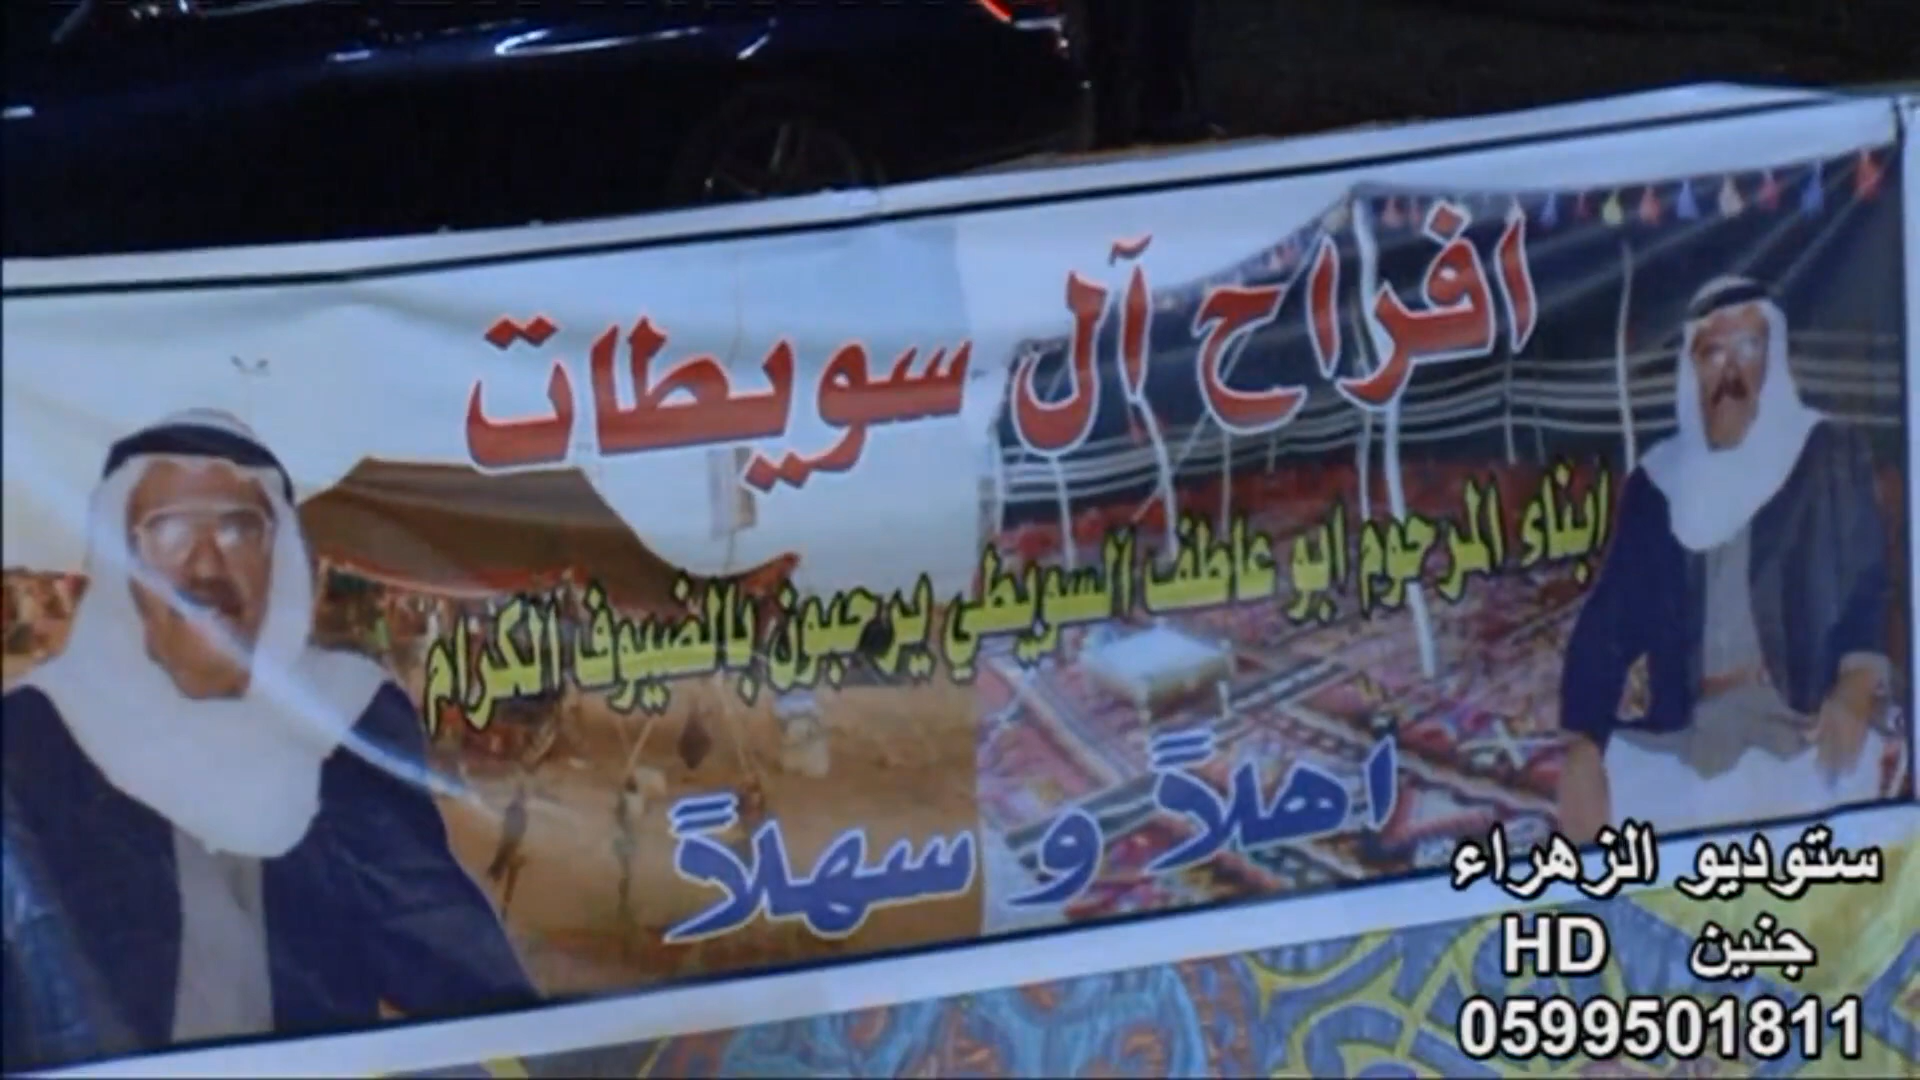 افراح آل سويطات
ابناء المرحوم ابو عاطف السويطي يرحبون بالضيوف الكرام
اهلاً و سهلاً
ستوديو الزهراء
جنين HD
0599501811